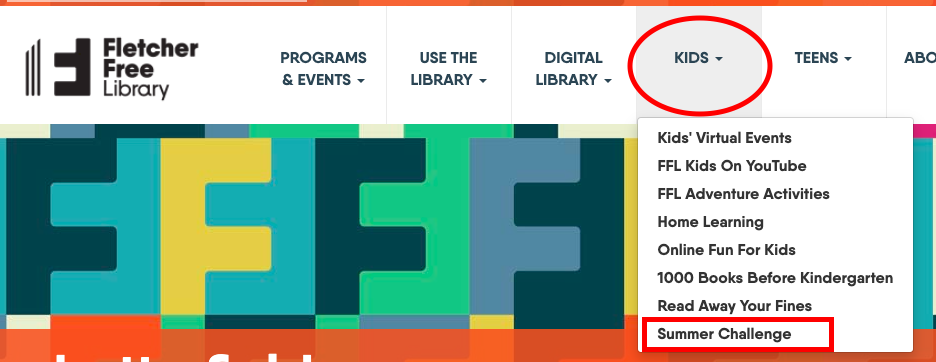 Fletcher
Free
Library
PROGRAMS
& EVENTS
USE THE
LIBRARY
DIGITAL
LIBRARY
KIDS
TEENS
ABO
Kids' Virtual Events
FFL Kids On YouTube
FFL Adventure Activities
Home Learning
Online Fun For Kids
1000 Books Before Kindergarten
Read Away Your Fines
Summer Challenge